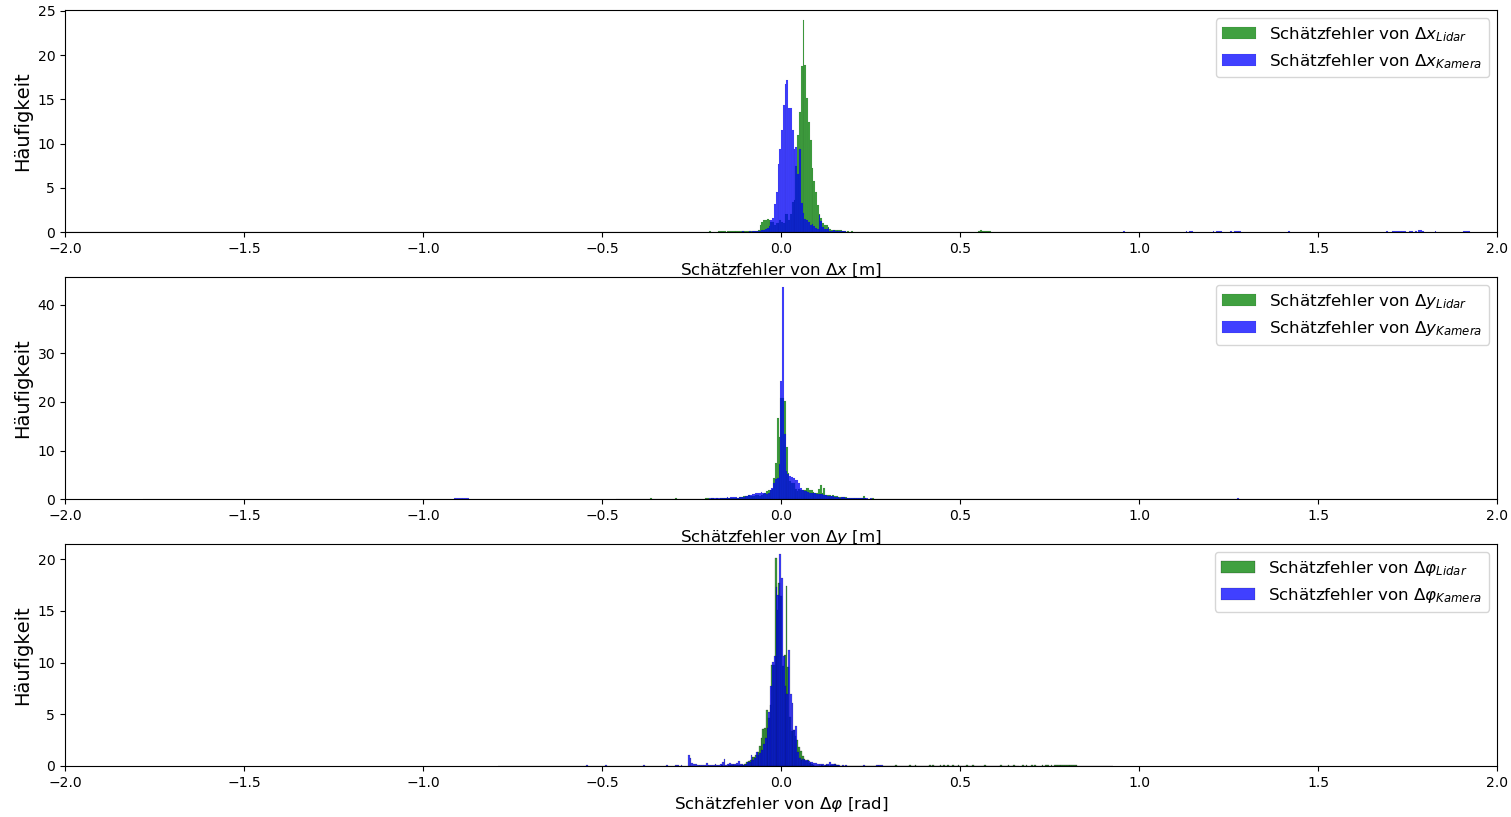 25
20
15
10
5
0
Häufigkeit
Schätzfehler von Δx_Lidar
Schätzfehler von Δx_Kamera
−2.0 −1.5 −1.0 −0.5 0.0 0.5 1.0 1.5 2.0
Schätzfehler von Δx [m]
40
30
20
10
0
Häufigkeit
Schätzfehler von Δy_Lidar
Schätzfehler von Δy_Kamera
−2.0 −1.5 −1.0 −0.5 0.0 0.5 1.0 1.5 2.0
Schätzfehler von Δy [m]
20
15
10
5
0
Häufigkeit
Schätzfehler von Δφ_Lidar
Schätzfehler von Δφ_Kamera
−2.0 −1.5 −1.0 −0.5 0.0 0.5 1.0 1.5 2.0
Schätzfehler von Δφ [rad]